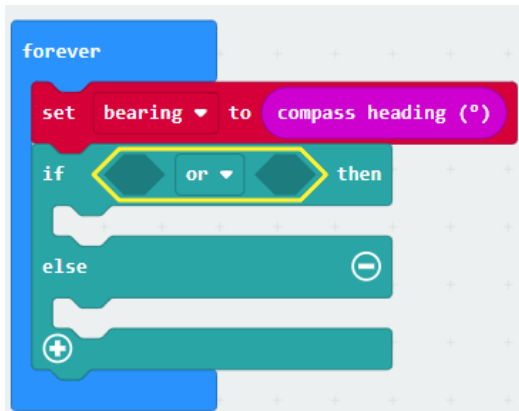 forever
set bearing to compass heading (°)
if or then
else